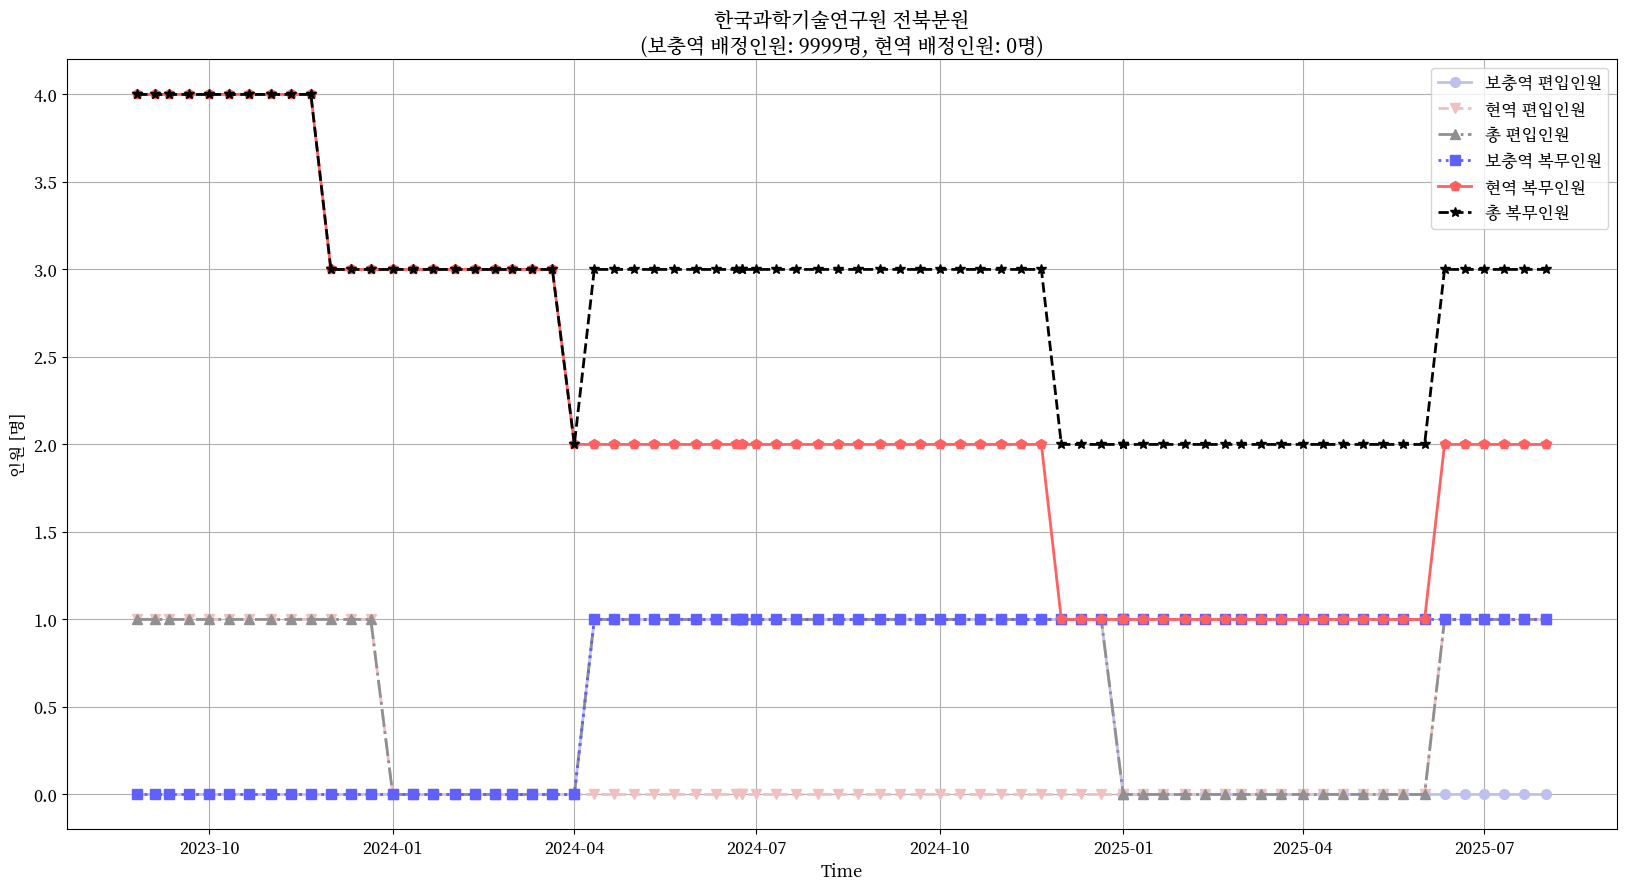 한국과학기술연구원 전북분원
(보충역 배정인원: 9999명, 현역 배정인원: 0명)
보충역 편입인원
현역 편입인원
총 편입인원
보충역 복무인원
현역 복무인원
총 복무인원
인원 [명]
4.0
3.5
3.0
2.5
2.0
1.5
1.0
0.5
0.0
2023-10
2024-01
2024-04
2024-07
2024-10
2025-01
2025-04
2025-07
Time